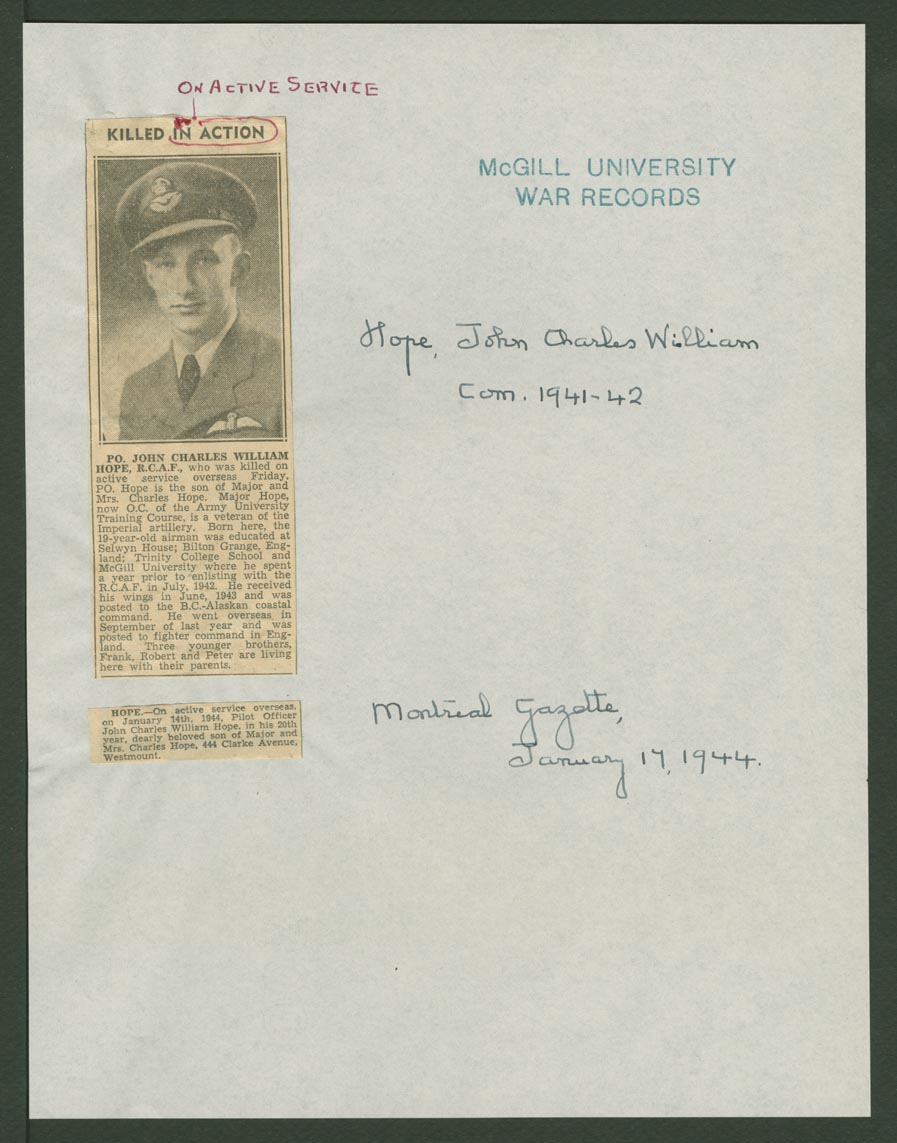 ON ACTIVE SERVICE
KILLED IN ACTION
McGILL UNIVERSITY
WAR RECORDS
Hope, John Charles William
Com. 1941-42
PO. JOHN CHARLES WILLIAM
HOPE, R.C.A.F., who was killed on
active service overseas Friday.
PO. Hope is the son of Major and
Mrs. Charles Hope. Major Hope,
now O.C. of the Army University
Training Course, is a veteran of the
Imperial artillery. Born here, the
19-year-old airman was educated at
Selwyn House; Bilton Grange, Eng-
land; Trinity College School and
McGill University where he spent
a year prior to enlisting with the
R.C.A.F. in July, 1942. He received
his wings in June, 1943 and was
posted to the B.C.-Alaskan coastal
command. He went overseas in
September of last year and was
posted to fighter command in Eng-
land. Three younger brothers,
Frank, Robert and Peter are living
here with their parents.
HOPE.—On active service overseas,
on January 14th, 1944, Pilot Officer
John Charles William Hope, in his 20th
year, dearly beloved son of Major and
Mrs. Charles Hope, 444 Clarke Avenue,
Westmount.
Montreal Gazette,
January 17, 1944.